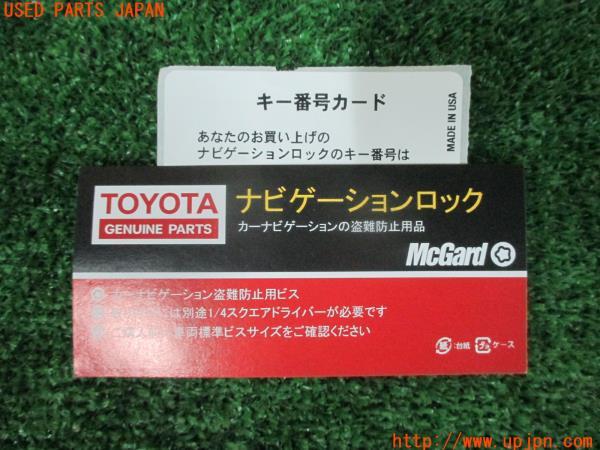 USED PARTS JAPAN
キー番号カード
あなたのお買い上げの
ナビゲーションロックのキー番号は
MADE IN USA
TOYOTA
GENUINE PARTS
ナビゲーションロック
カーナビゲーションの盗難防止用品
McGard
カーナビゲーション盗難防止用ビス
には別途1/4スクエアドライバーが必要です
車両標準ビスサイズをご確認ください
紙 :台紙 プラ ケース
http://www.upjpn.com